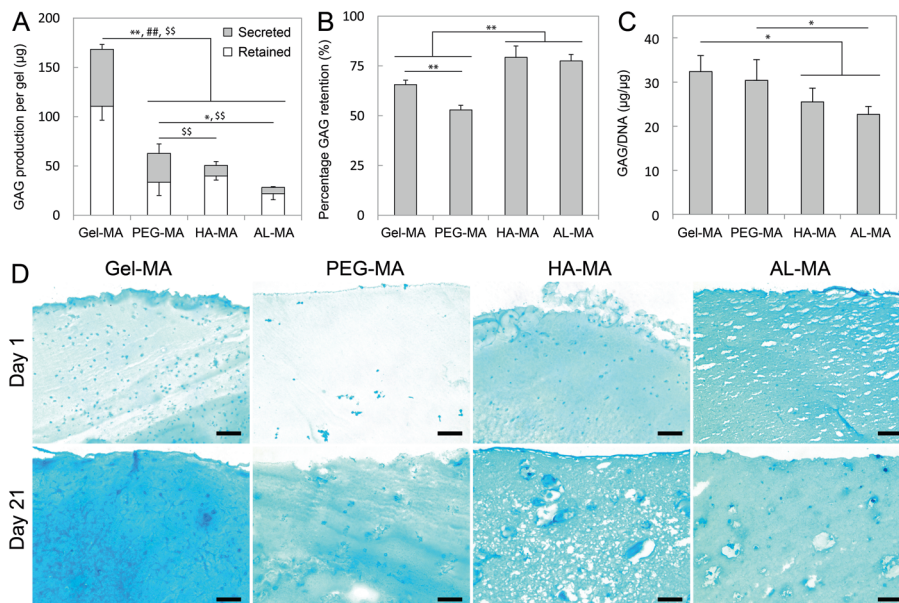 A
GAG production per gel (µg)
200
150
100
50
0
**, ##, $$
Secreted
Retained
*, $$
$$
Gel-MA PEG-MA HA-MA AL-MA
B
Percentage GAG retention (%)
100
75
50
25
0
**
**
Gel-MA PEG-MA HA-MA AL-MA
C
GAG/DNA (µg/µg)
40
30
20
10
0
*
*
Gel-MA PEG-MA HA-MA AL-MA
D
Gel-MA PEG-MA HA-MA AL-MA
Day 1
Day 21